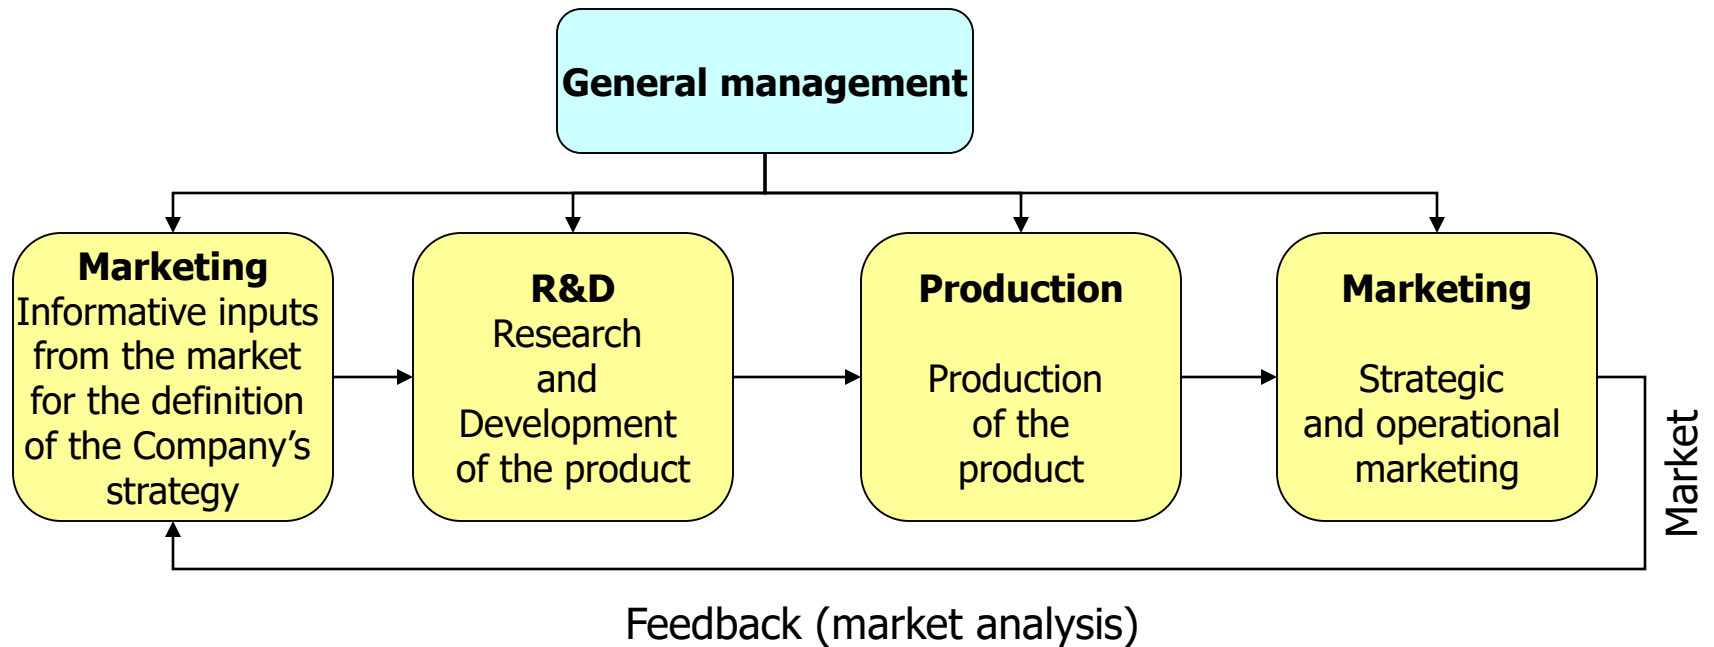 General management
Marketing
Informative inputs
from the market
for the definition
of the Company’s
strategy
R&D
Research
and
Development
of the product
Production
Production
of the
product
Marketing
Strategic
and operational
marketing
Market
Feedback (market analysis)